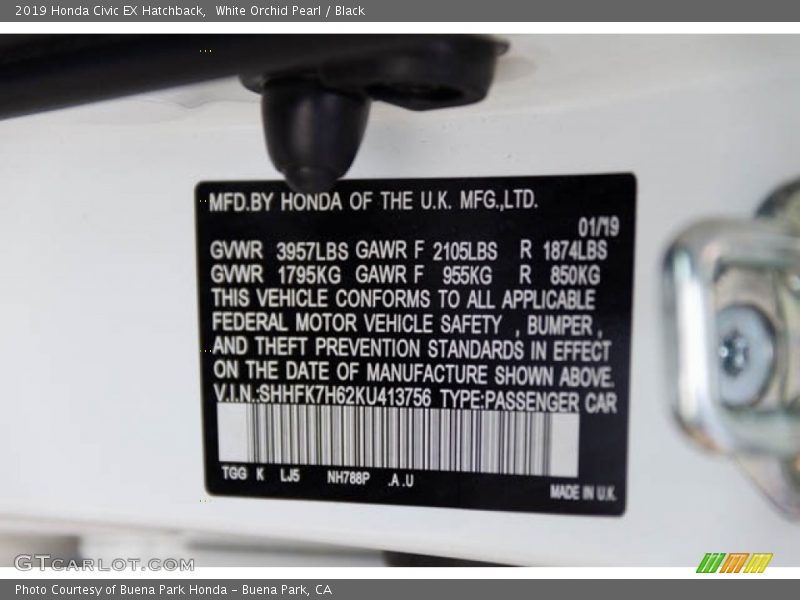 2019 Honda Civic EX Hatchback,  White Orchid Pearl / Black
MFD.BY HONDA OF THE U.K. MFG.,LTD.
01/19
GVWR 3957LBS GAWR F 2105LBS R 1874LBS
GVWR 1795KG GAWR F 955KG R 850KG
THIS VEHICLE CONFORMS TO ALL APPLICABLE
FEDERAL MOTOR VEHICLE SAFETY , BUMPER ,
AND THEFT PREVENTION STANDARDS IN EFFECT
ON THE DATE OF MANUFACTURE SHOWN ABOVE.
V.I.N.:SHHFK7H62KU413756 TYPE:PASSENGER CAR
TGG K LJ5 NH788P .A.U
MADE IN U.K.
GTCARLOT.COM
Photo Courtesy of Buena Park Honda - Buena Park, CA